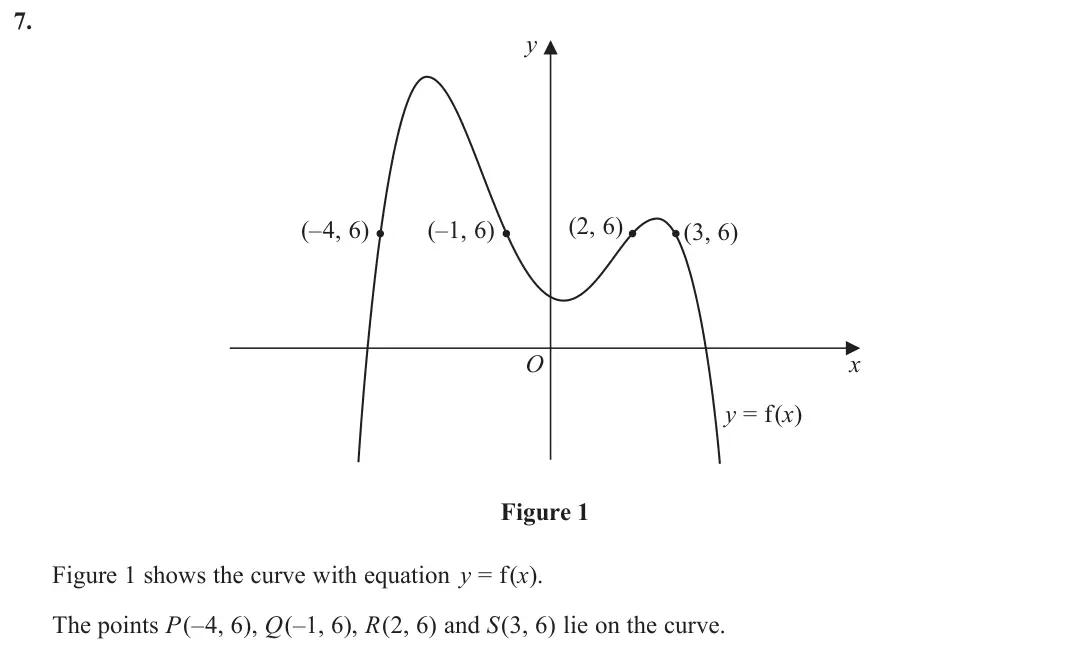 7.
y
(–4, 6)
(–1, 6)
(2, 6)
(3, 6)
O
x
y = f(x)
Figure 1
Figure 1 shows the curve with equation y = f(x).
The points P(–4, 6), Q(–1, 6), R(2, 6) and S(3, 6) lie on the curve.